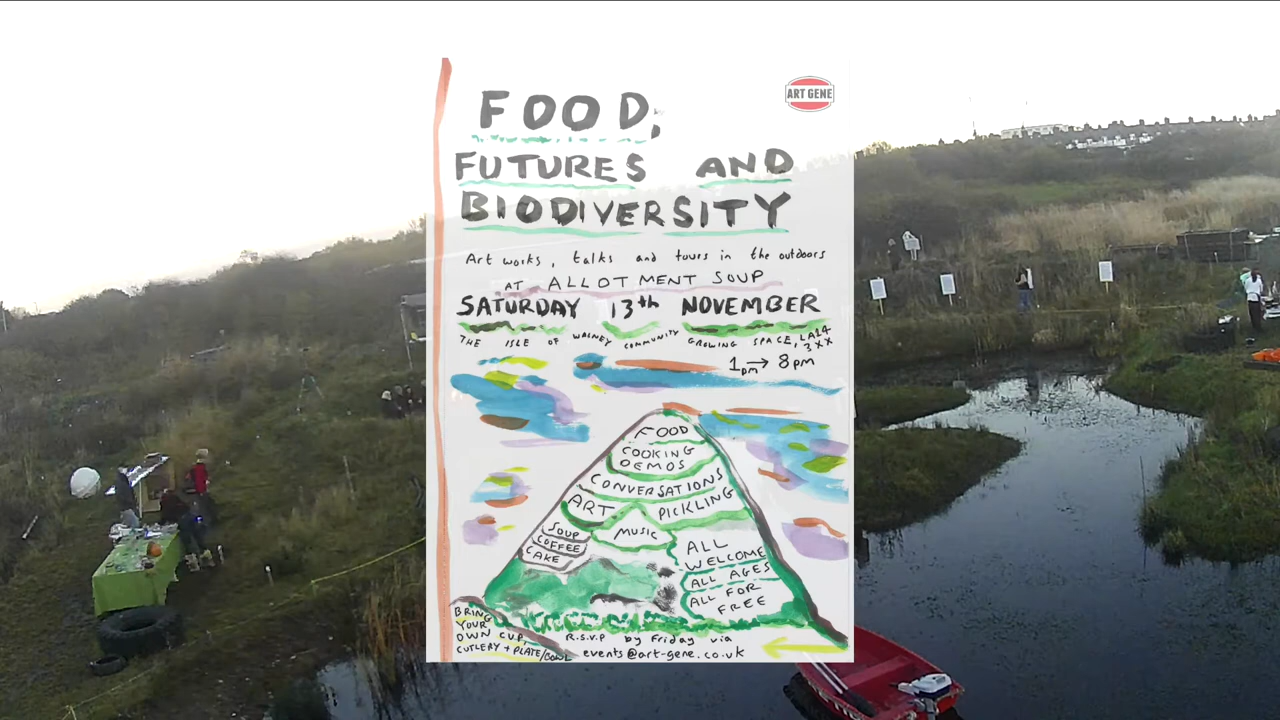 ART GENE
FOOD,
FUTURES AND
BIODIVERSITY
Art works, talks and tours in the outdoors
AT ALLOTMENT SOUP
SATURDAY 13th NOVEMBER
THE ISLE OF WALNEY COMMUNITY GROWING SPACE, LA14
3XX
1pm → 8pm
FOOD
COOKING
DEMOS
CONVERSATIONS
ART PICKLING
MUSIC
SOUP
COFFEE
CAKE
ALL
WELCOME
ALL AGES
ALL FOR
FREE
BRING
YOUR
OWN CUP,
CUTLERY + PLATE/BOWL
R.S.V.P by Friday via
events@art-gene.co.uk